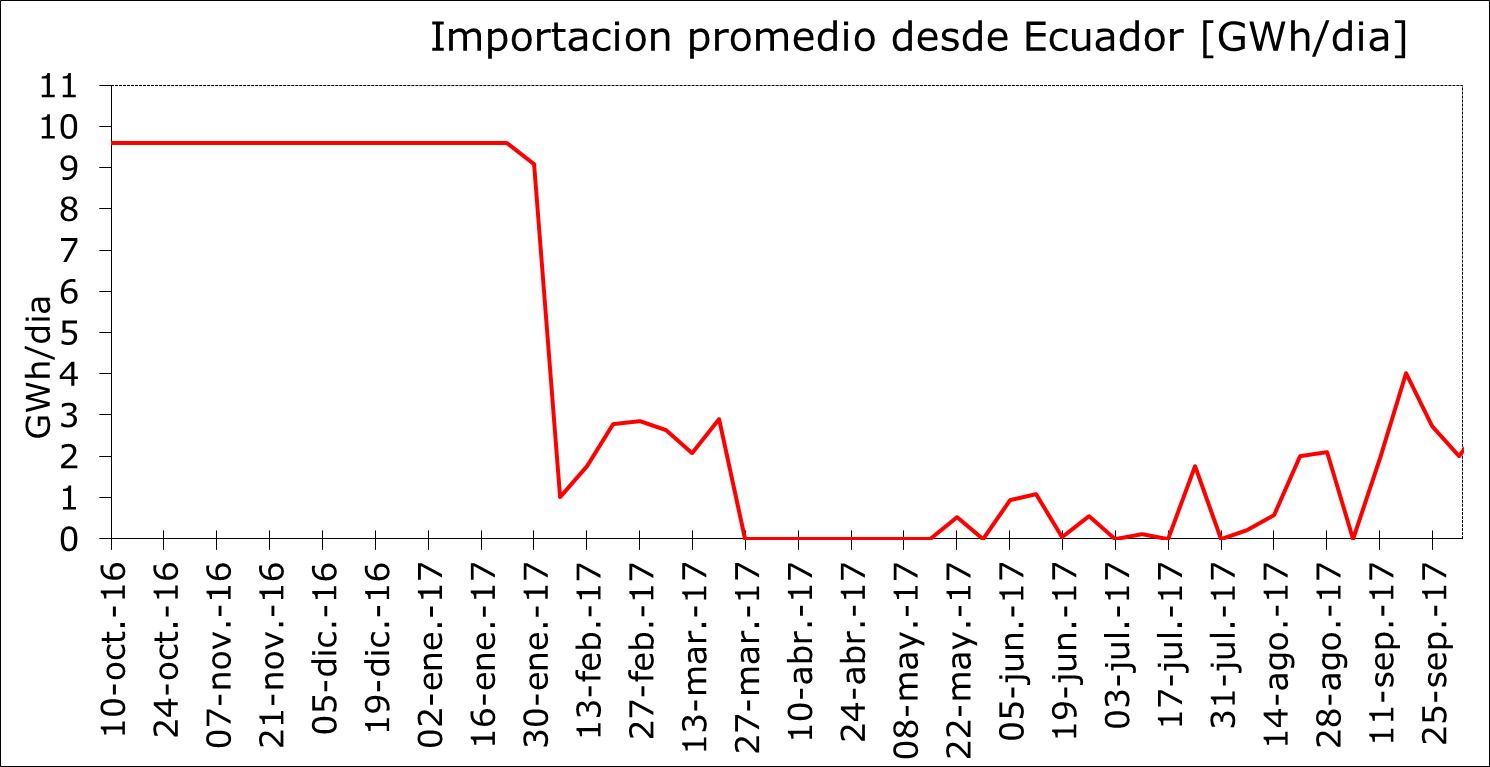 Importacion promedio desde Ecuador [GWh/dia]
11
10
9
8
7
6
5
4
3
2
1
0
GWh/dia
10-oct.-16
24-oct.-16
07-nov.-16
21-nov.-16
05-dic.-16
19-dic.-16
02-ene.-17
16-ene.-17
30-ene.-17
13-feb.-17
27-feb.-17
13-mar.-17
27-mar.-17
10-abr.-17
24-abr.-17
08-may.-17
22-may.-17
05-jun.-17
19-jun.-17
03-jul.-17
17-jul.-17
31-jul.-17
14-ago.-17
28-ago.-17
11-sep.-17
25-sep.-17